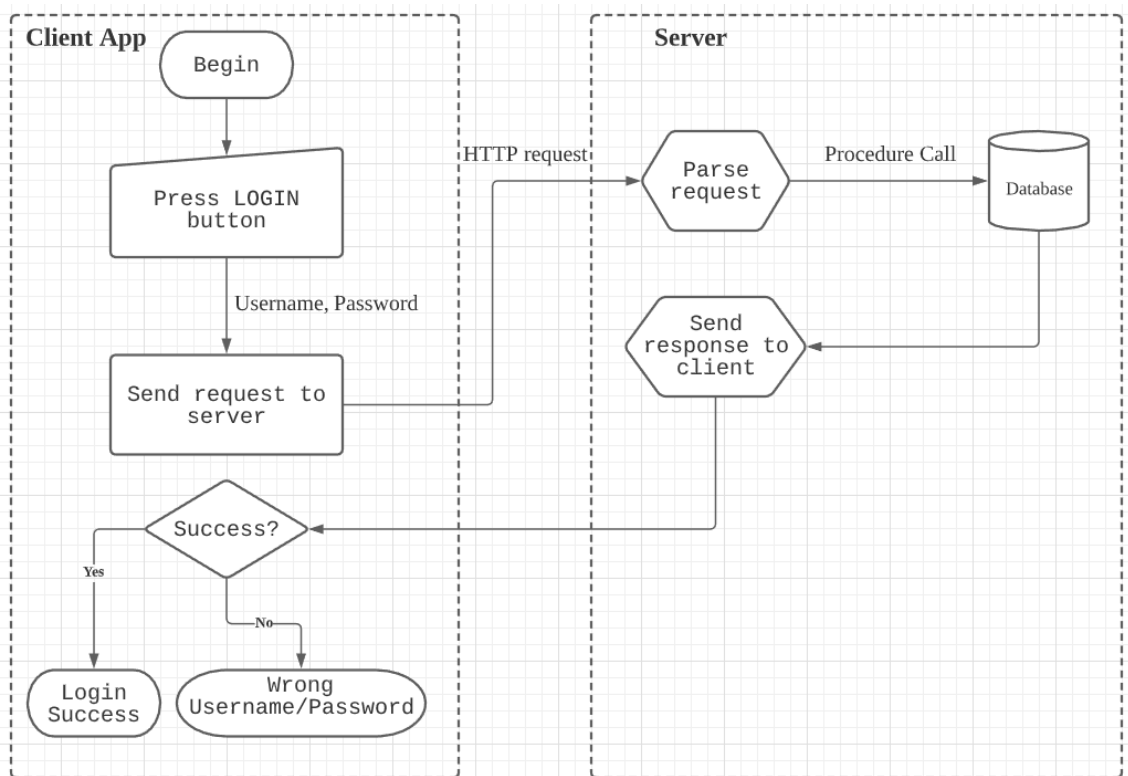 Client App
Begin
Press LOGIN
button
Username, Password
Send request to
server
HTTP request
Server
Parse
request
Procedure Call
Database
Send
response to
client
Success?
Yes
No
Login
Success
Wrong
Username/Password